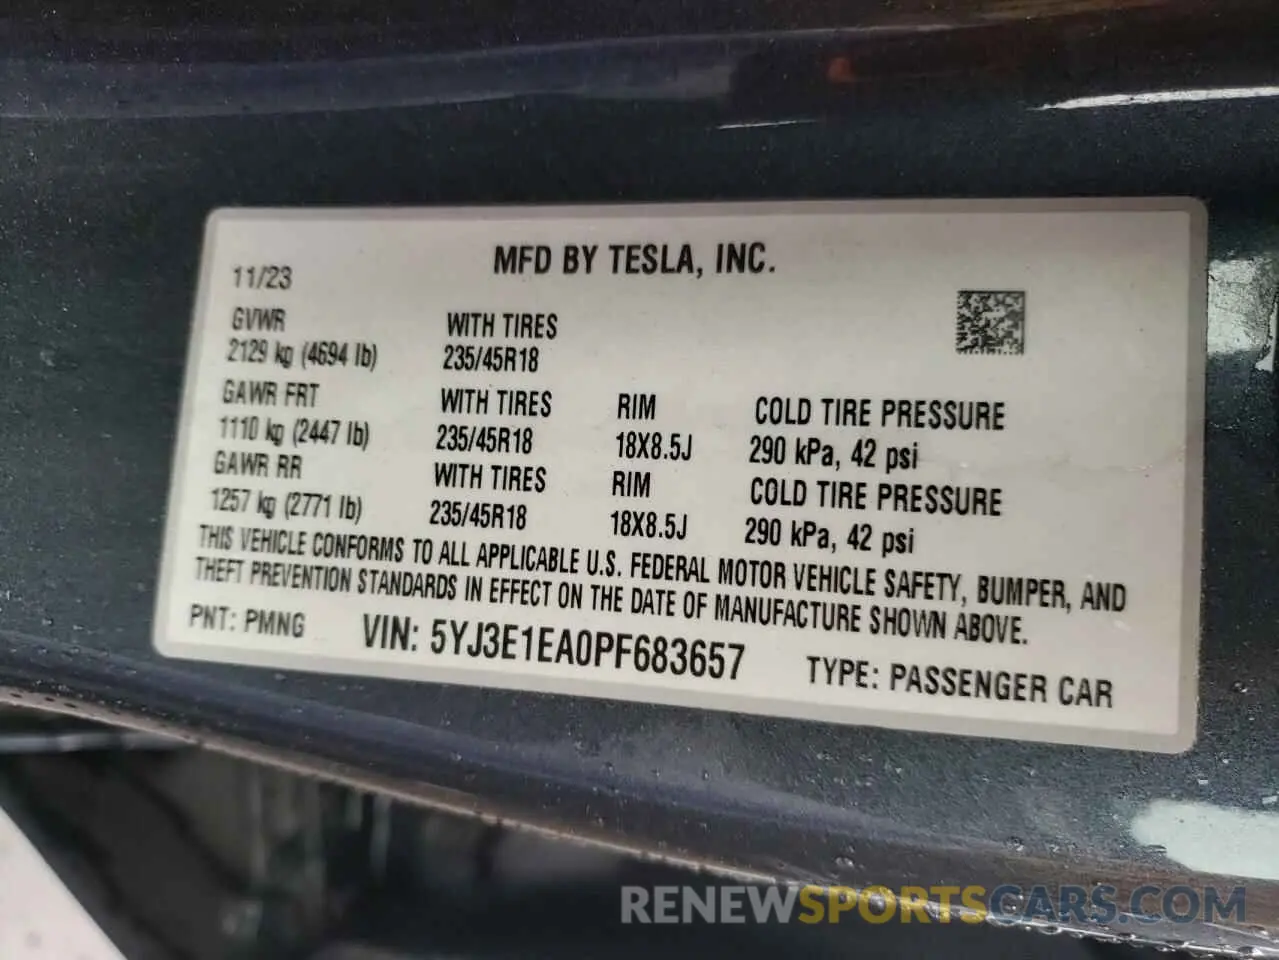 MFD BY TESLA, INC.
11/23
GVWR WITH TIRES
2129 kg (4694 lb) 235/45R18
GAWR FRT WITH TIRES RIM COLD TIRE PRESSURE
1110 kg (2447 lb) 235/45R18 18X8.5J 290 kPa, 42 psi
GAWR RR WITH TIRES RIM COLD TIRE PRESSURE
1257 kg (2771 lb) 235/45R18 18X8.5J 290 kPa, 42 psi
THIS VEHICLE CONFORMS TO ALL APPLICABLE U.S. FEDERAL MOTOR VEHICLE SAFETY, BUMPER, AND
THEFT PREVENTION STANDARDS IN EFFECT ON THE DATE OF MANUFACTURE SHOWN ABOVE.
PNT: PMNG VIN: 5YJ3E1EA0PF683657 TYPE: PASSENGER CAR
RENEWSPORTSCARS.COM